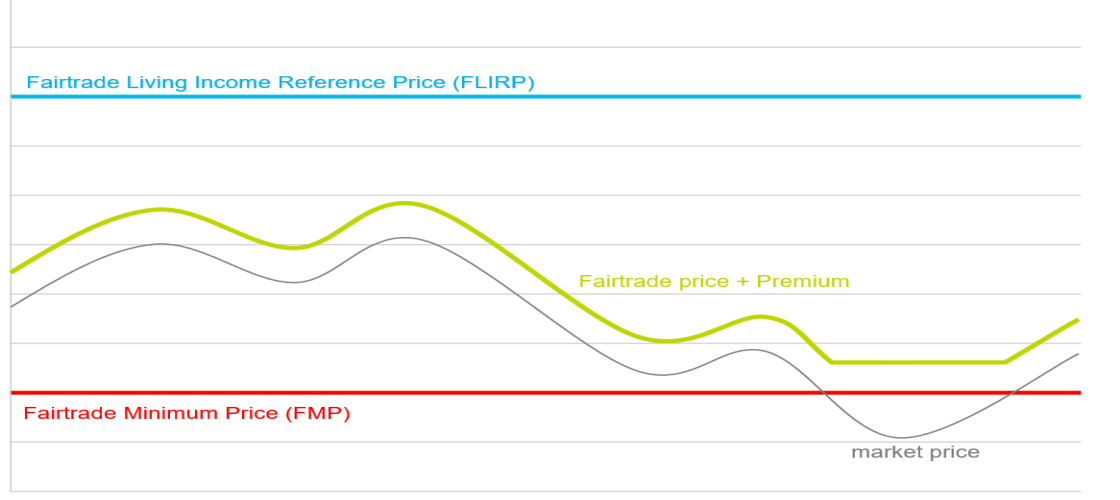 Fairtrade Living Income Reference Price (FLIRP)
Fairtrade price + Premium
Fairtrade Minimum Price (FMP)
market price